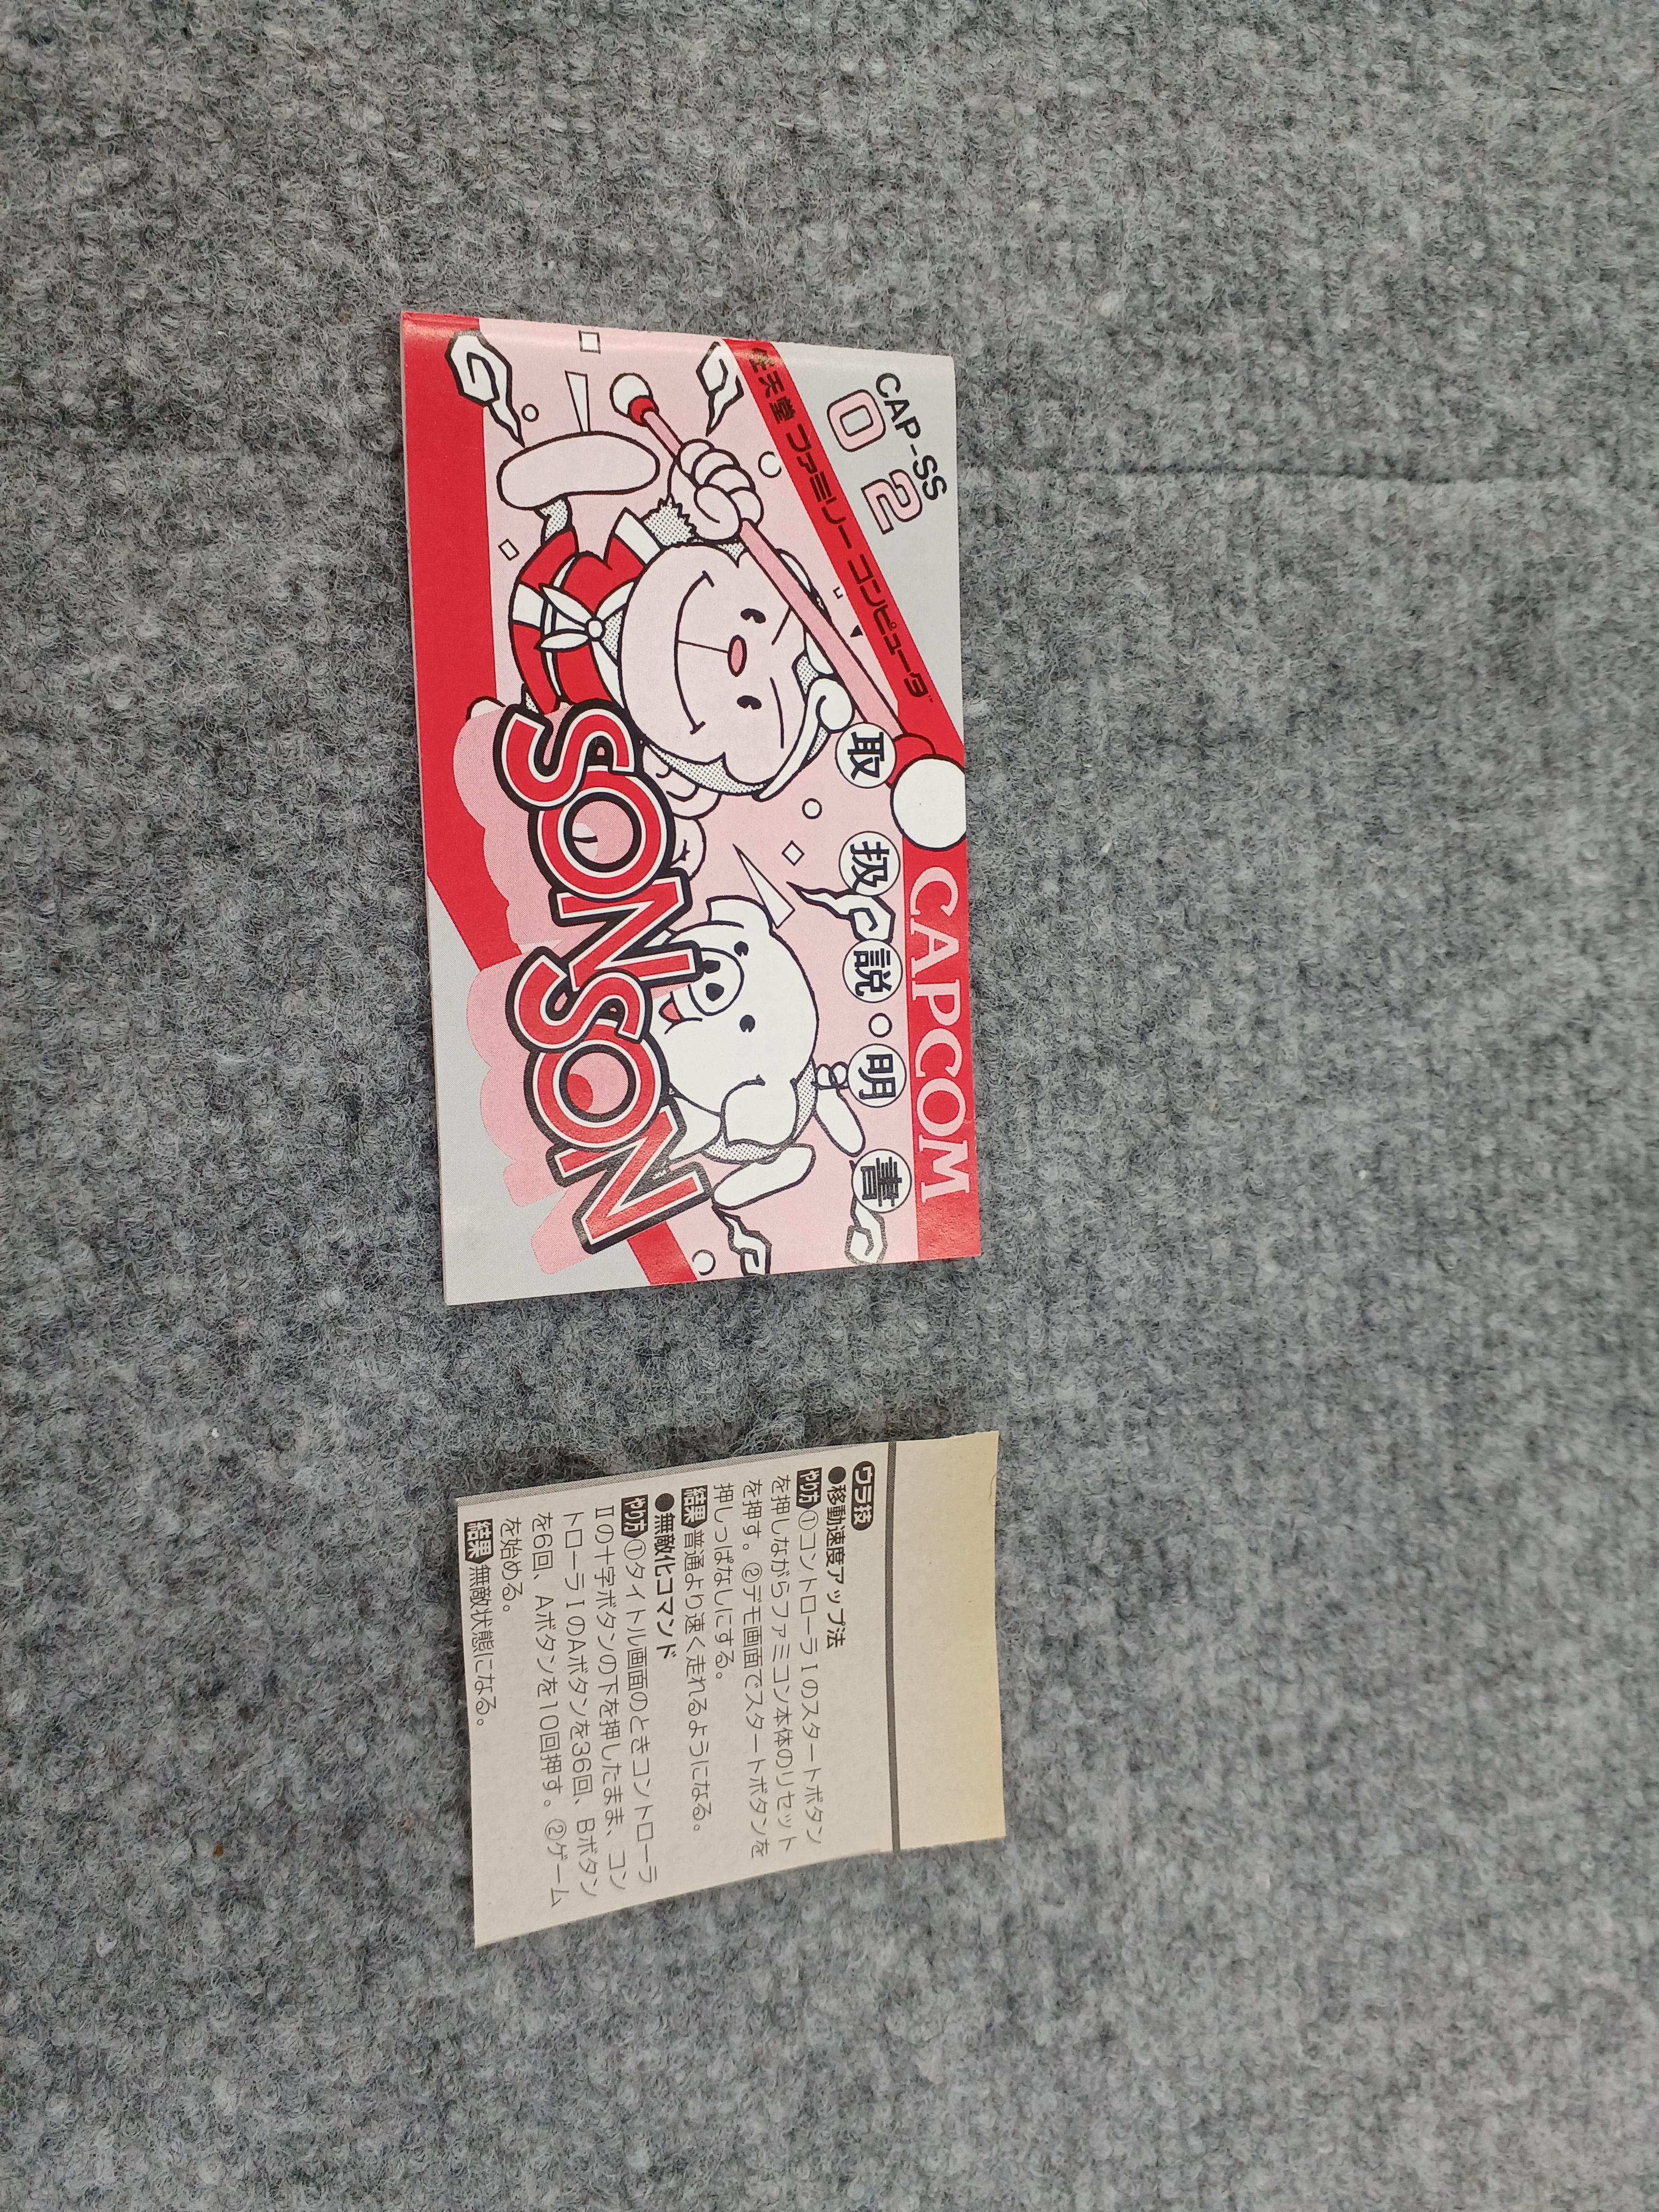 CAP-SS
02
任天堂 ファミリー コンピュータ™
CAPCOM
取扱説明書
SONSON
ウラ技
●移動速度アップ法
やり方①コントローラIのスタートボタン
を押しながらファミコン本体のリセット
を押す。②デモ画面でスタートボタンを
押しっぱなしにする。
結果 普通より速く走れるようになる。
●無敵化コマンド
やり方①タイトル画面のときコントローラ
IIの十字ボタンの下を押したまま、コン
トローラIのAボタンを36回、Bボタン
を6回、Aボタンを10回押す。②ゲーム
を始める。
結果 無敵状態になる。